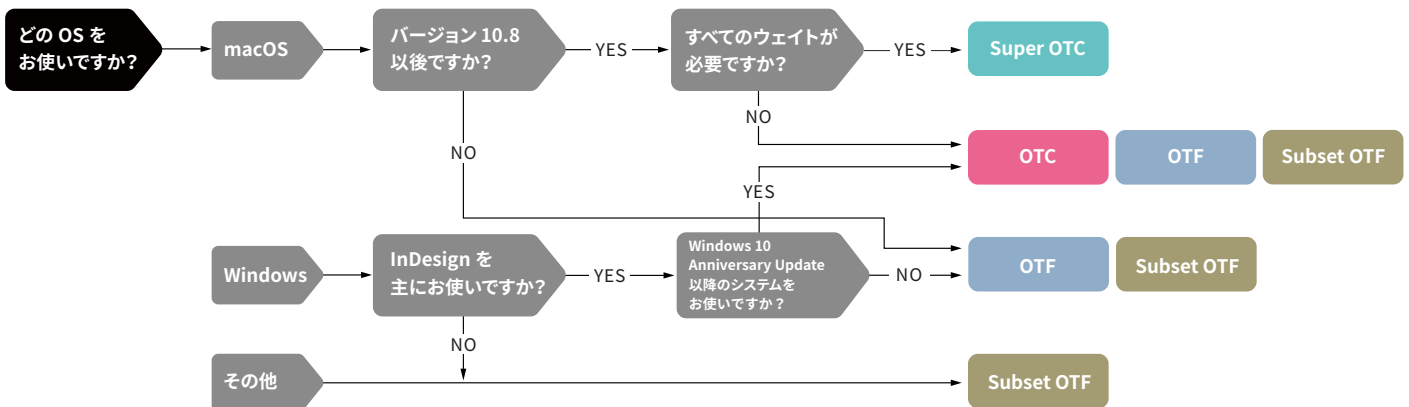 どの OS を
お使いですか？
macOS
バージョン 10.8
以後ですか？
YES
すべてのウェイトが
必要ですか？
YES
Super OTC
NO
NO
OTC
OTF
Subset OTF
YES
Windows
InDesign を
主にお使いですか？
YES
Windows 10
Anniversary Update
以降のシステムを
お使いですか？
NO
OTF
Subset OTF
NO
その他
Subset OTF